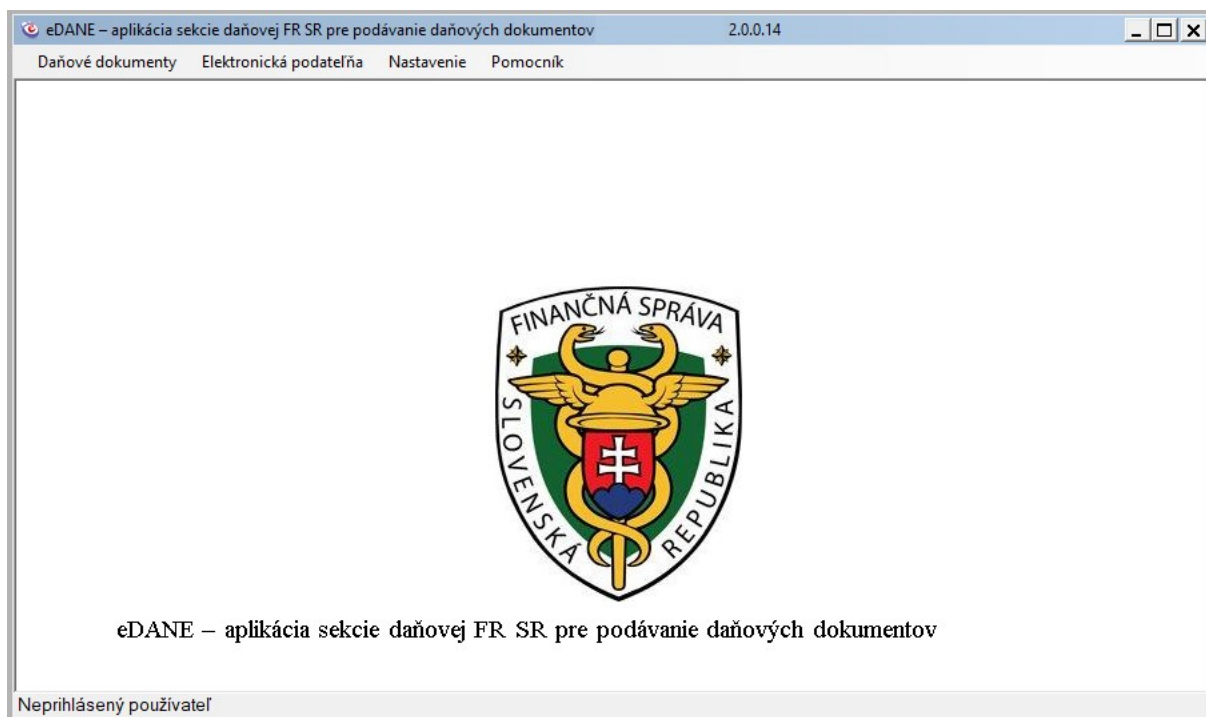 eDANE – aplikácia sekcie daňovej FR SR pre podávanie daňových dokumentov 2.0.0.14
Daňové dokumenty Elektronická podateľňa Nastavenie Pomocník
FINANČNÁ SPRÁVA
SLOVENSKÁ REPUBLIKA
eDANE – aplikácia sekcie daňovej FR SR pre podávanie daňových dokumentov
Neprihlásený používateľ